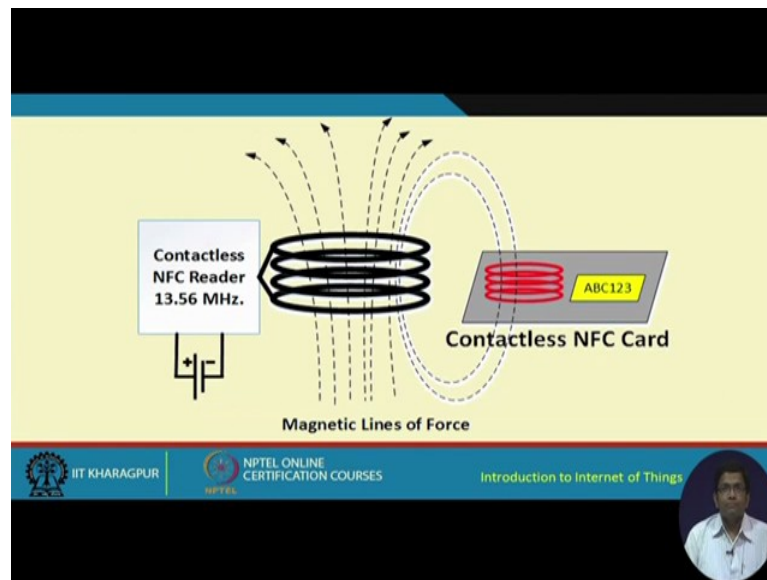 Contactless
NFC Reader
13.56 MHz.
+ -
ABC123
Contactless NFC Card
Magnetic Lines of Force
IIT KHARAGPUR
NPTEL
NPTEL ONLINE
CERTIFICATION COURSES
Introduction to Internet of Things